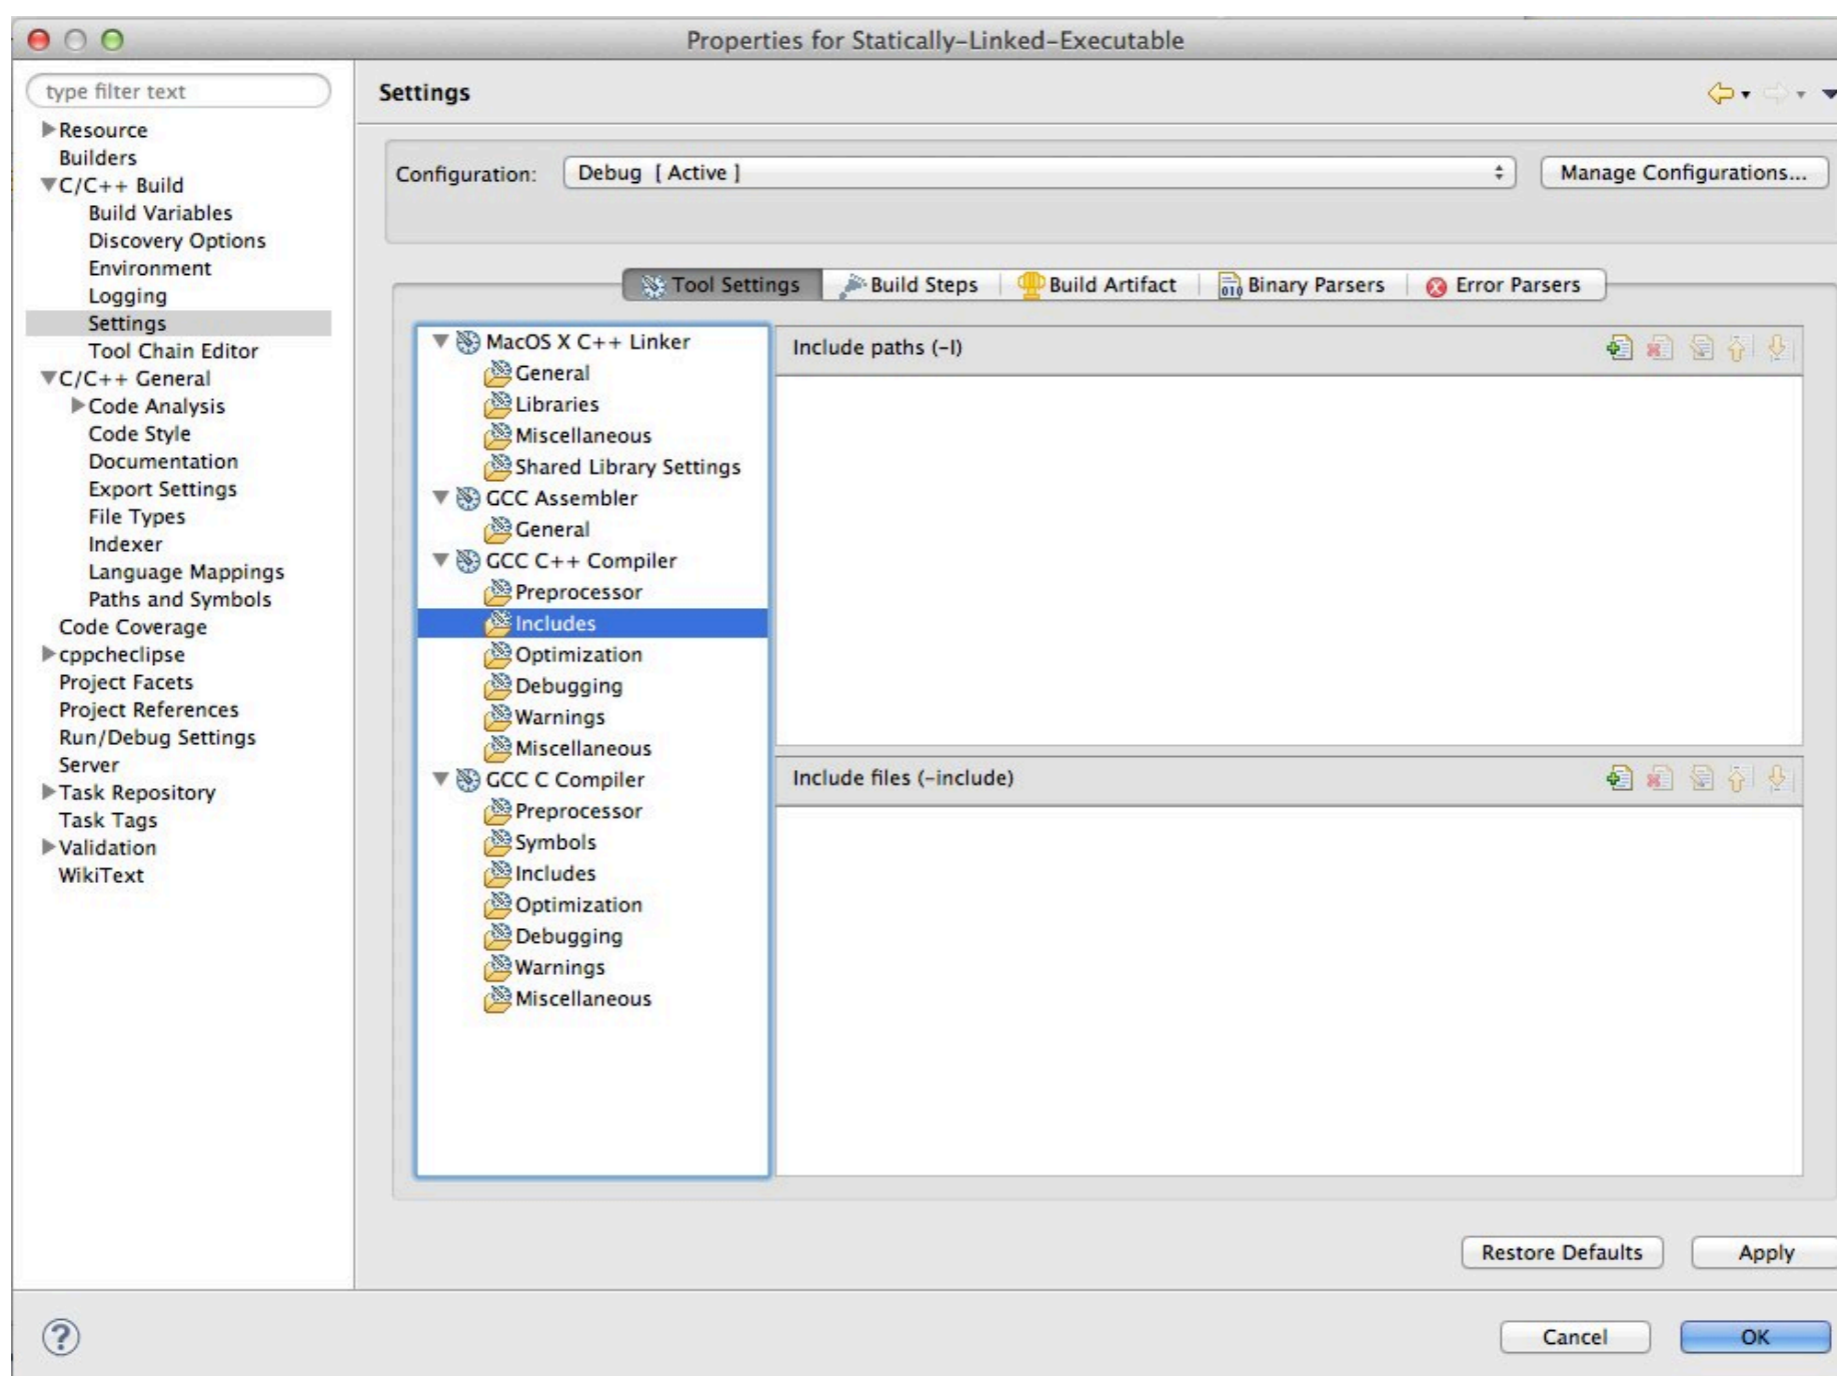 Properties for Statically-Linked-Executable
type filter text
Resource
Builders
C/C++ Build
Build Variables
Discovery Options
Environment
Logging
Settings
Tool Chain Editor
C/C++ General
Code Analysis
Code Style
Documentation
Export Settings
File Types
Indexer
Language Mappings
Paths and Symbols
Code Coverage
cppcheclipse
Project Facets
Project References
Run/Debug Settings
Server
Task Repository
Task Tags
Validation
WikiText
Settings
Configuration: Debug [ Active ] Manage Configurations...
Tool Settings Build Steps Build Artifact 010 Binary Parsers Error Parsers
MacOS X C++ Linker
General
Libraries
Miscellaneous
Shared Library Settings
GCC Assembler
General
GCC C++ Compiler
Preprocessor
Includes
Optimization
Debugging
Warnings
Miscellaneous
GCC C Compiler
Preprocessor
Symbols
Includes
Optimization
Debugging
Warnings
Miscellaneous
Include paths (-I)
Include files (-include)
Restore Defaults Apply
? Cancel OK